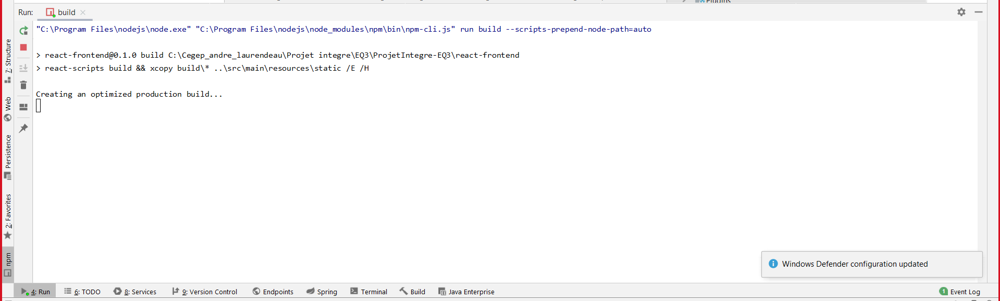 Plugins
Run: build
"C:\Program Files\nodejs\node.exe" "C:\Program Files\nodejs\node_modules\npm\bin\npm-cli.js" run build --scripts-prepend-node-path=auto
> react-frontend@0.1.0 build C:\Cegep_andre_laurendeau\Projet integre\EQ3\ProjetIntegre-EQ3\react-frontend
> react-scripts build && xcopy build\* ..\src\main\resources\static /E /H
Creating an optimized production build...
7: Structure
Web
Persistence
2: Favorites
npm
Windows Defender configuration updated
4: Run 6: TODO 8: Services 9: Version Control Endpoints Spring Terminal Build Java Enterprise 1 Event Log